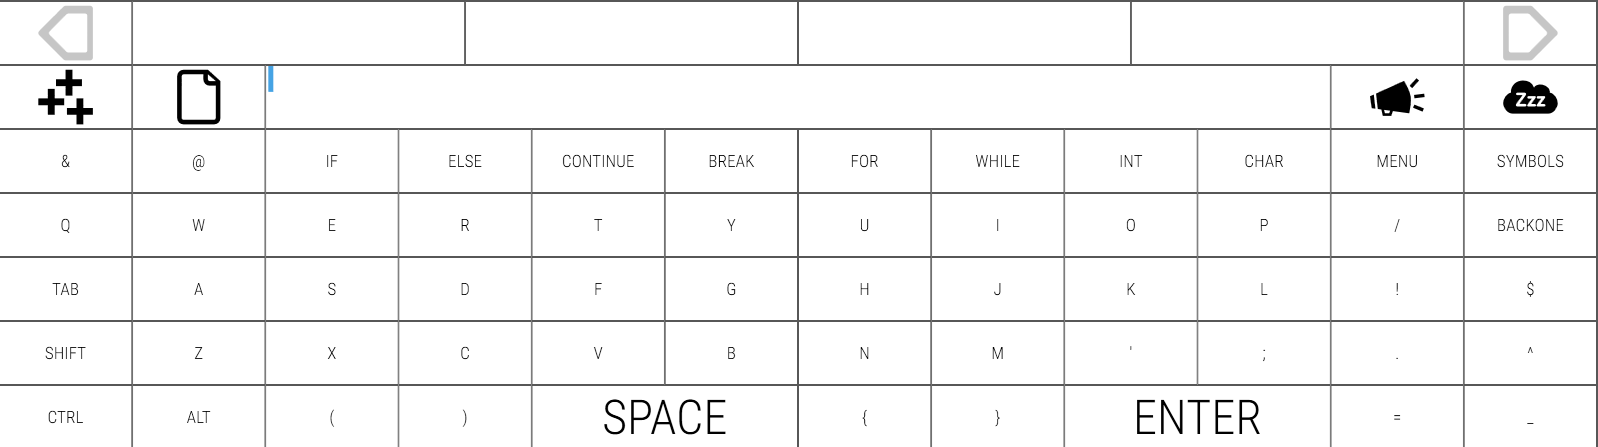 Zzz
& @ IF ELSE CONTINUE BREAK FOR WHILE INT CHAR MENU SYMBOLS
Q W E R T Y U I O P / BACKONE
TAB A S D F G H J K L ! $
SHIFT Z X C V B N M ' ; . ^
CTRL ALT ( ) SPACE { } ENTER = _